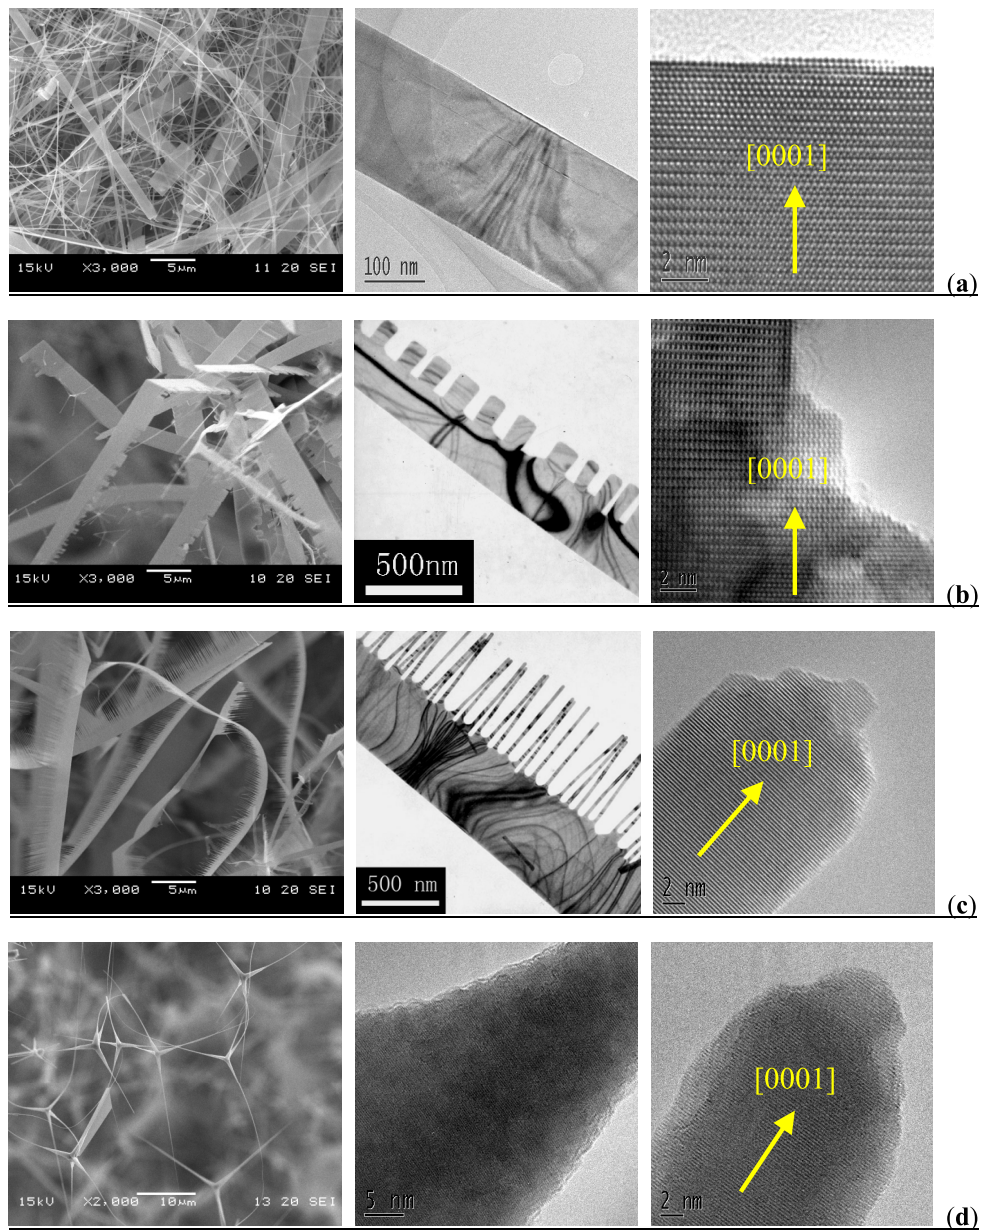 [0001]
15kV X3,000 5μm 11 20 SEI
100 nm
2 nm
(a)
[0001]
15kV X3,000 5μm 10 20 SEI
500nm
2 nm
(b)
[0001]
15kV X3,000 5μm 10 20 SEI
500 nm
2 nm
(c)
[0001]
15kV X2,000 10μm 13 20 SEI
5 nm
2 nm
(d)